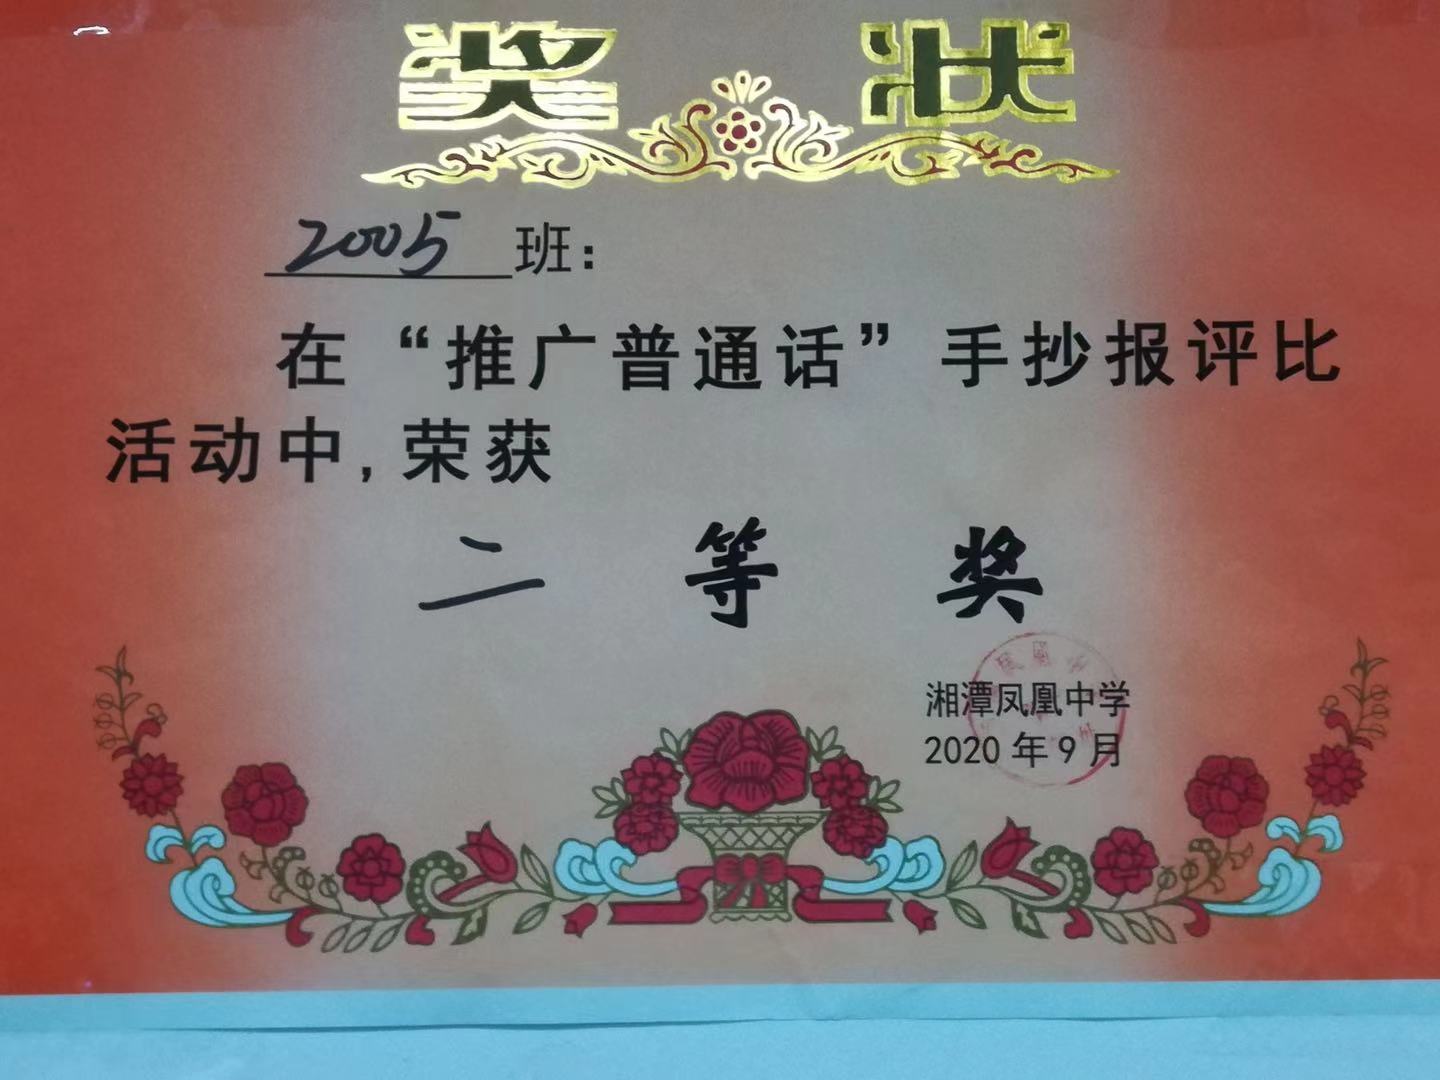 奖状
2005班:
在“推广普通话”手抄报评比
活动中,荣获
二等奖
湘潭凤凰中学
2020年9月